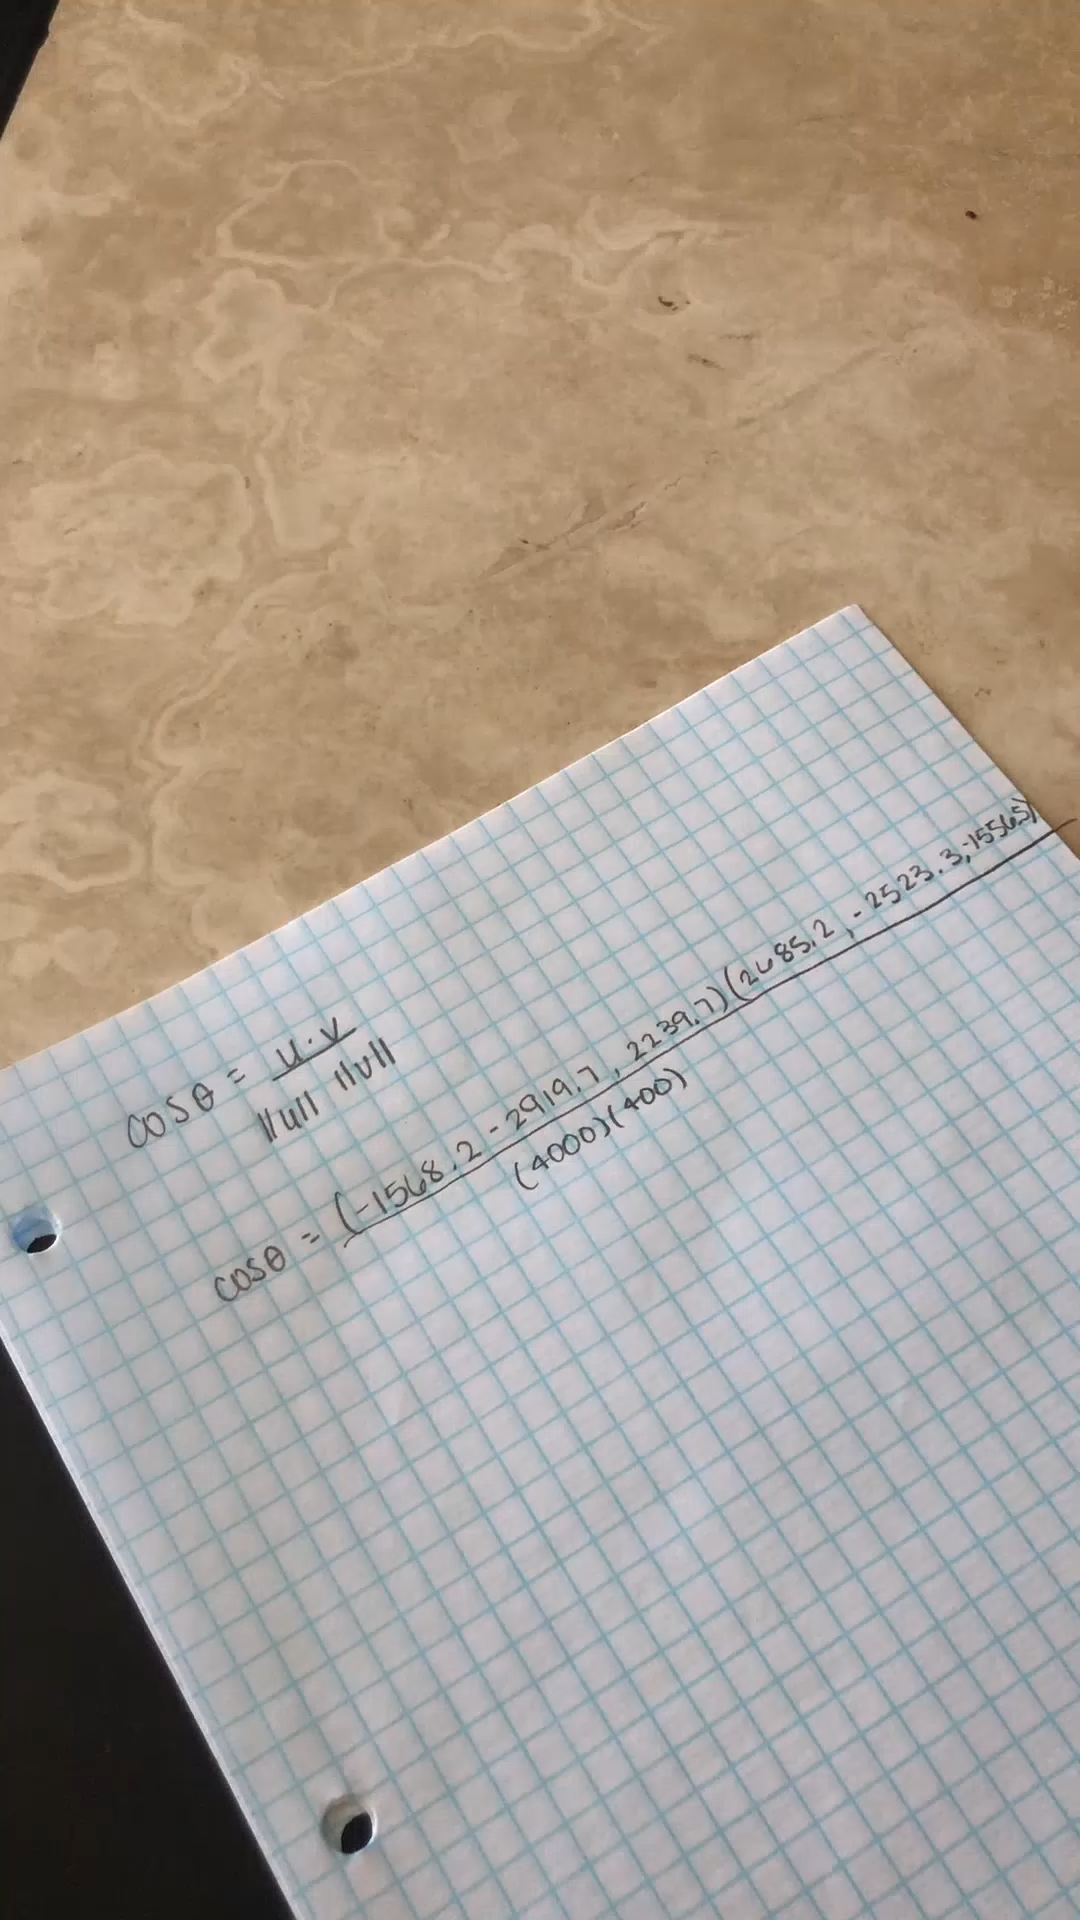 cosθ = u·v
||u|| ||v||
cosθ = (-1568.2 - 2919.7, 2239.7)(2685.2, -2523.3, -1556.5)
(4000)(400)